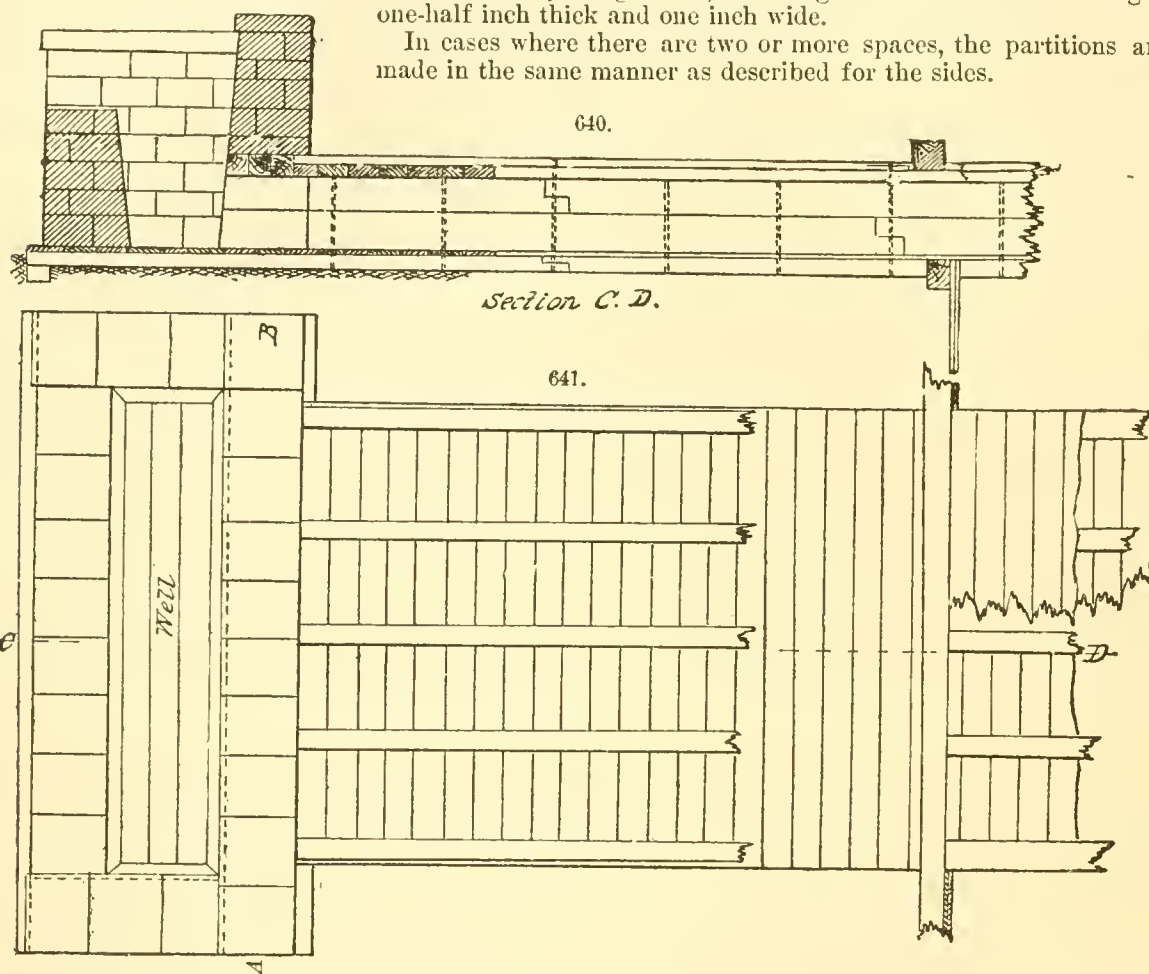 one-half inch thick and one inch wide.
In cases where there are two or more spaces, the partitions
made in the same manner as described for the sides.
640.
Section C. D.
B
641.
Well
C
D
A